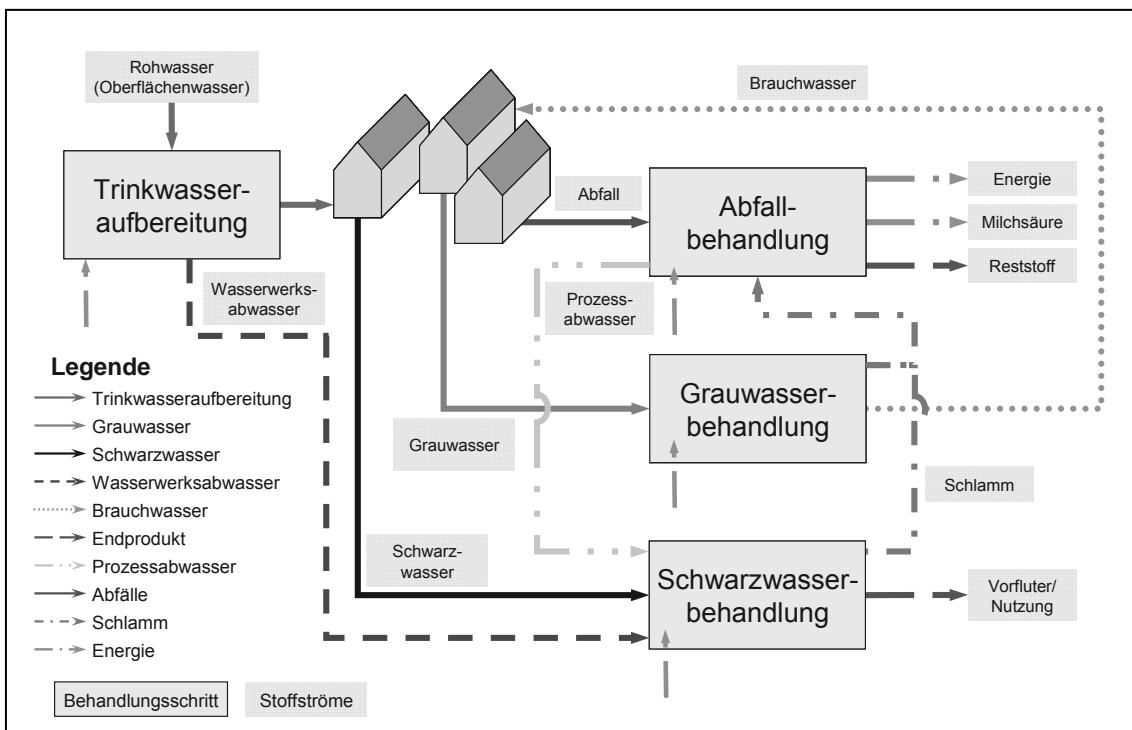 Rohwasser
(Oberflächenwasser)
Brauchwasser
Trinkwasser-
aufbereitung
Abfall
Abfall-
behandlung
Energie
Milchsäure
Reststoff
Wasserwerks-
abwasser
Prozess-
abwasser
Grauwasser-
behandlung
Grauwasser
Schlamm
Schwarz-
wasser
Schwarzwasser-
behandlung
Vorfluter/
Nutzung
Legende
Trinkwasseraufbereitung
Grauwasser
Schwarzwasser
Wasserwerksabwasser
Brauchwasser
Endprodukt
Prozessabwasser
Abfälle
Schlamm
Energie
Behandlungsschritt
Stoffströme